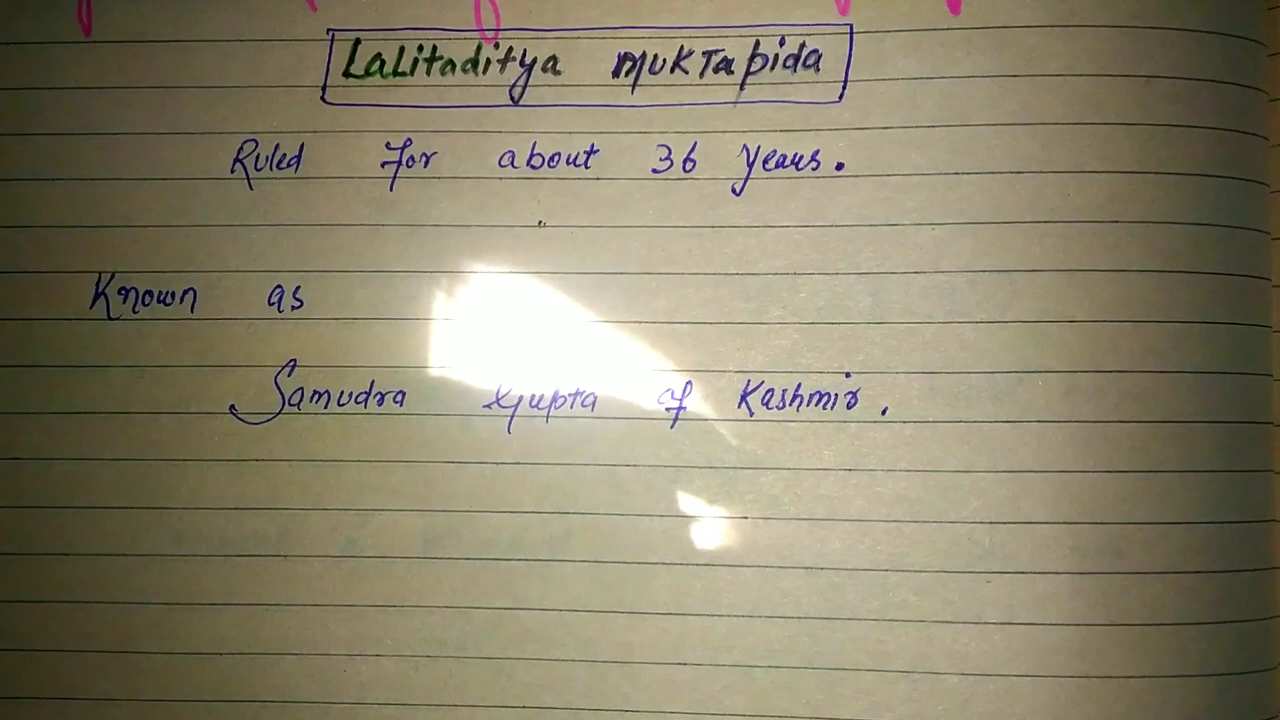 Lalitaditya Muktapida
Ruled for about 36 years.
Known as
Samudra Gupta of Kashmir.